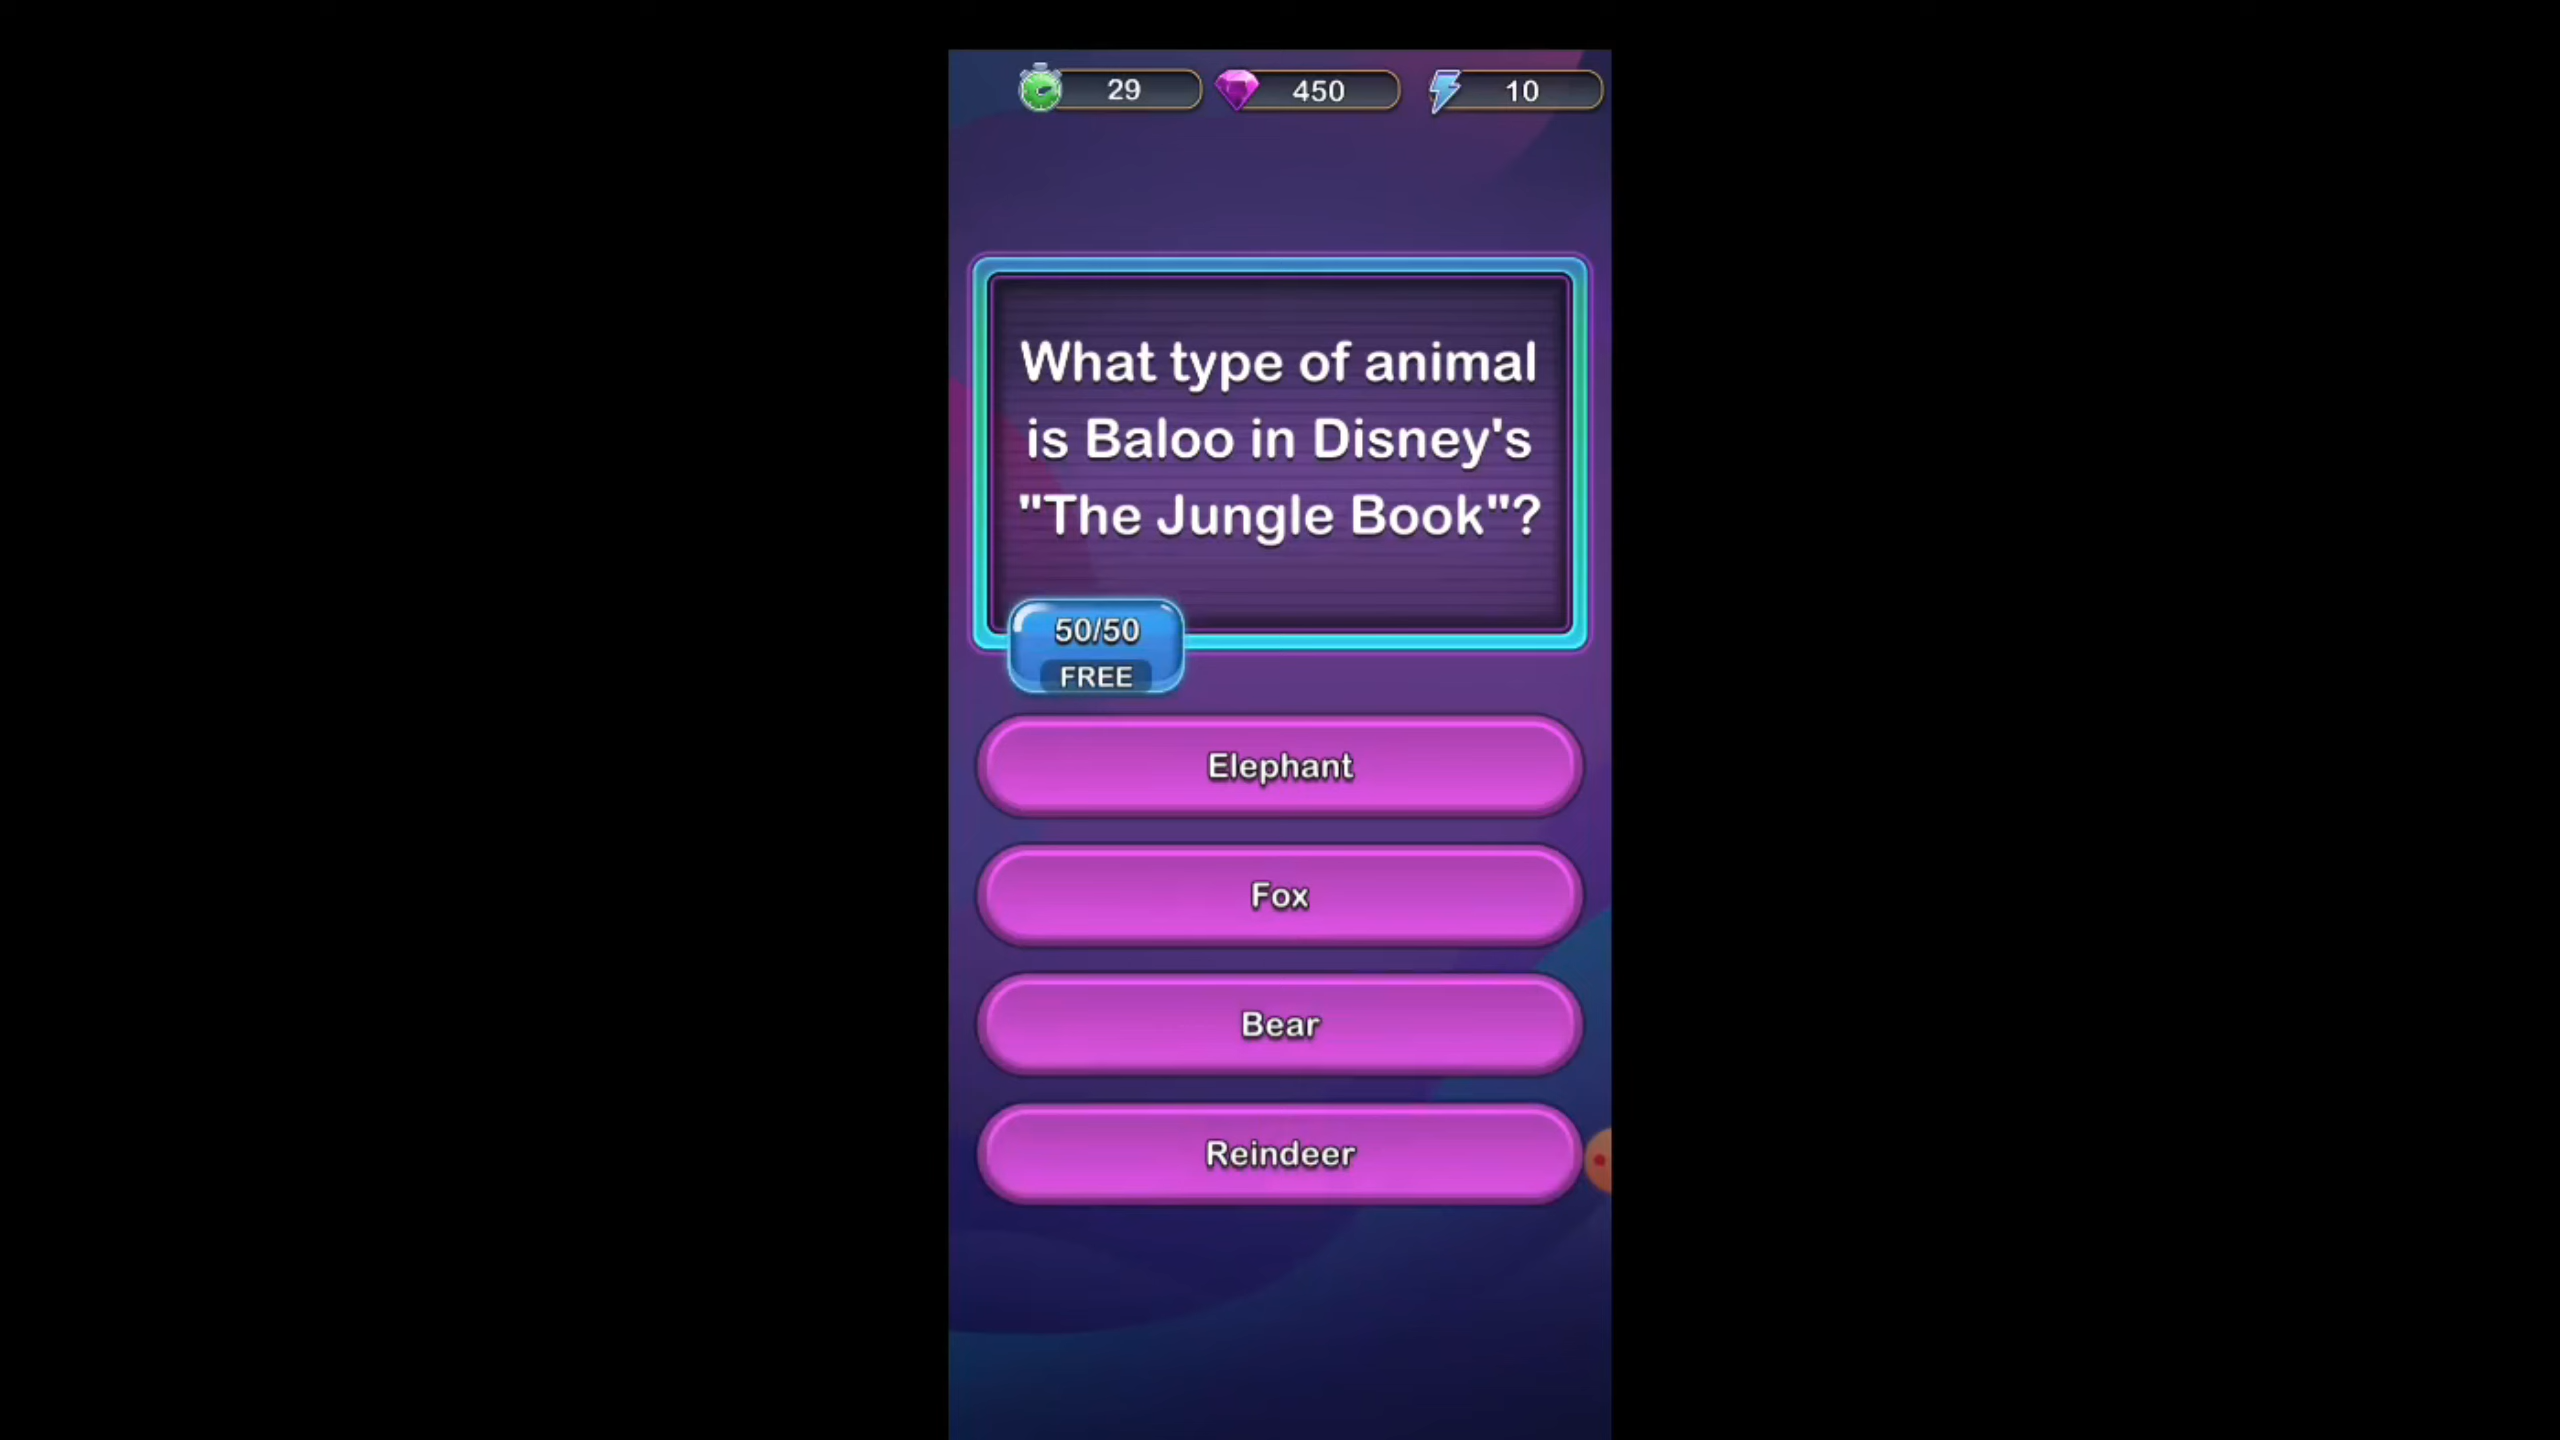 29 450 10
What type of animal
is Baloo in Disney's
"The Jungle Book"?
50/50
FREE
Elephant
Fox
Bear
Reindeer